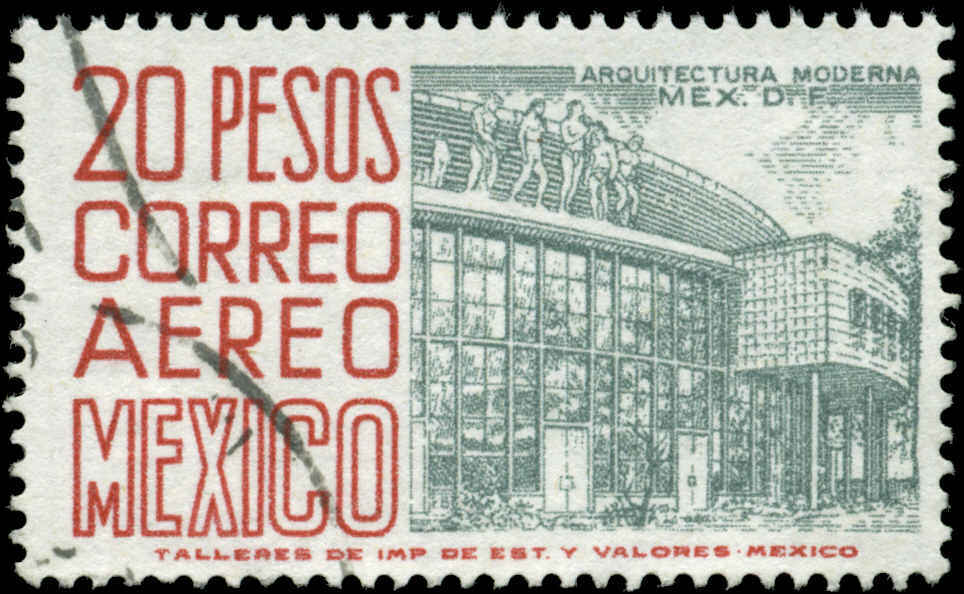 20 PESOS
CORREO
AEREO
MEXICO
ARQUITECTURA MODERNA
MEX. D. F.
TALLERES DE IMP DE EST. Y VALORES · MEXICO